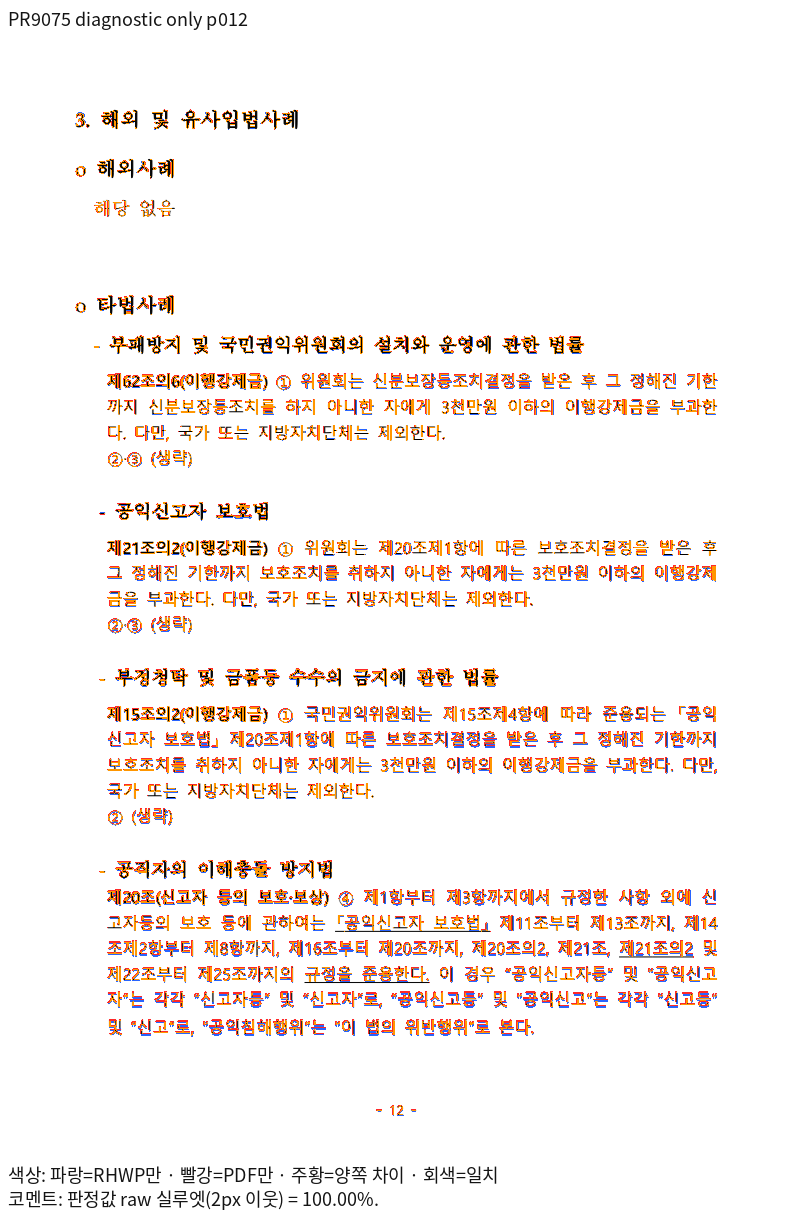 PR9075 diagnostic only p012
3. 해외 및 유사입법사례
o 해외사례
해당 없음
o 타법사례
- 부패방지 및 국민권익위원회의 설치와 운영에 관한 법률
제62조의6(이행강제금) ① 위원회는 신분보장등조치결정을 받은 후 그 정해진 기한
까지 신분보장등조치를 하지 아니한 자에게 3천만원 이하의 이행강제금을 부과한
다. 다만, 국가 또는 지방자치단체는 제외한다.
②·③ (생략)
- 공익신고자 보호법
제21조의2(이행강제금) ① 위원회는 제20조제1항에 따른 보호조치결정을 받은 후
그 정해진 기한까지 보호조치를 취하지 아니한 자에게는 3천만원 이하의 이행강제
금을 부과한다. 다만, 국가 또는 지방자치단체는 제외한다.
②·③ (생략)
- 부정청탁 및 금품등 수수의 금지에 관한 법률
제15조의2(이행강제금) ① 국민권익위원회는 제15조제4항에 따라 준용되는 「공익
신고자 보호법」 제20조제1항에 따른 보호조치결정을 받은 후 그 정해진 기한까지
보호조치를 취하지 아니한 자에게는 3천만원 이하의 이행강제금을 부과한다. 다만,
국가 또는 지방자치단체는 제외한다.
② (생략)
- 공직자의 이해충돌 방지법
제20조(신고자 등의 보호·보상) ④ 제1항부터 제3항까지에서 규정한 사항 외에 신
고자등의 보호 등에 관하여는 「공익신고자 보호법」 제11조부터 제13조까지, 제14
조제2항부터 제8항까지, 제16조부터 제20조까지, 제20조의2, 제21조, 제21조의2 및
제22조부터 제25조까지의 규정을 준용한다. 이 경우 "공익신고자등" 및 "공익신고
자"는 각각 "신고자등" 및 "신고자"로, "공익신고등" 및 "공익신고"는 각각 "신고등"
및 "신고"로, "공익침해행위"는 "이 법의 위반행위"로 본다.
- 12 -
색상: 파랑=RHWP만 · 빨강=PDF만 · 주황=양쪽 차이 · 회색=일치
코멘트: 판정값 raw 실루엣(2px 이웃) = 100.00%.